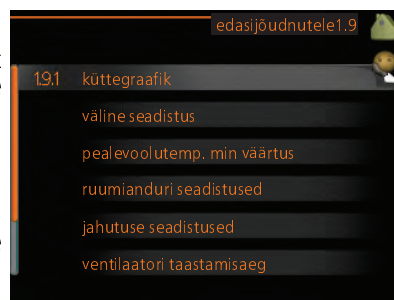 edasijõudnutele1.9
1.9.1 küttegraafik
väline seadistus
pealevoolutemp. min väärtus
ruumianduri seadistused
jahutuse seadistused
ventilaatori taastamisaeg